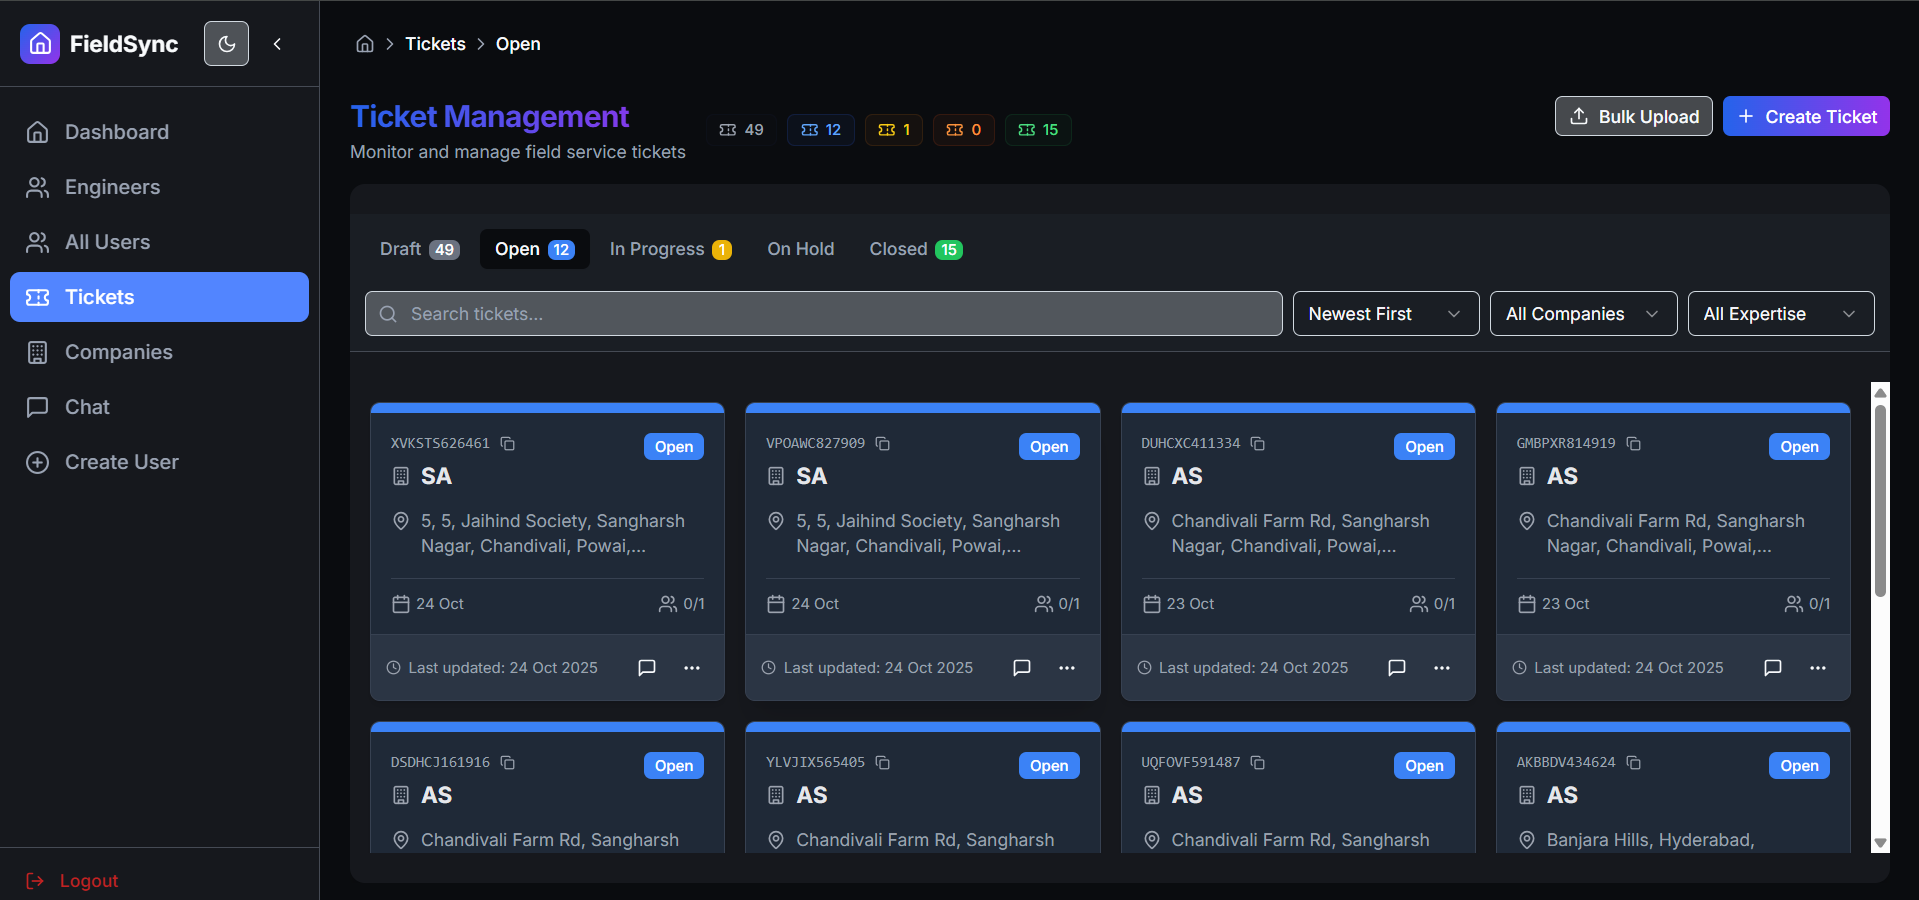 FieldSync
Tickets
Open
Dashboard
Engineers
All Users
Tickets
Companies
Chat
Create User
Logout
Ticket Management
Monitor and manage field service tickets
49
12
1
0
15
Bulk Upload
Create Ticket
Draft 49
Open 12
In Progress 1
On Hold
Closed 15
Search tickets...
Newest First
All Companies
All Expertise
XVKSTS626461
Open
SA
5, 5, Jaihind Society, Sangharsh
Nagar, Chandivali, Powai,...
24 Oct
0/1
Last updated: 24 Oct 2025
VPOAWC827909
Open
SA
5, 5, Jaihind Society, Sangharsh
Nagar, Chandivali, Powai,...
24 Oct
0/1
Last updated: 24 Oct 2025
DUHCXC411334
Open
AS
Chandivali Farm Rd, Sangharsh
Nagar, Chandivali, Powai,...
23 Oct
0/1
Last updated: 24 Oct 2025
GMBPXR814919
Open
AS
Chandivali Farm Rd, Sangharsh
Nagar, Chandivali, Powai,...
23 Oct
0/1
Last updated: 24 Oct 2025
DSDHCJ161916
Open
AS
Chandivali Farm Rd, Sangharsh
YLVJIX565405
Open
AS
Chandivali Farm Rd, Sangharsh
UQFOVF591487
Open
AS
Chandivali Farm Rd, Sangharsh
AKBBDV434624
Open
AS
Banjara Hills, Hyderabad,